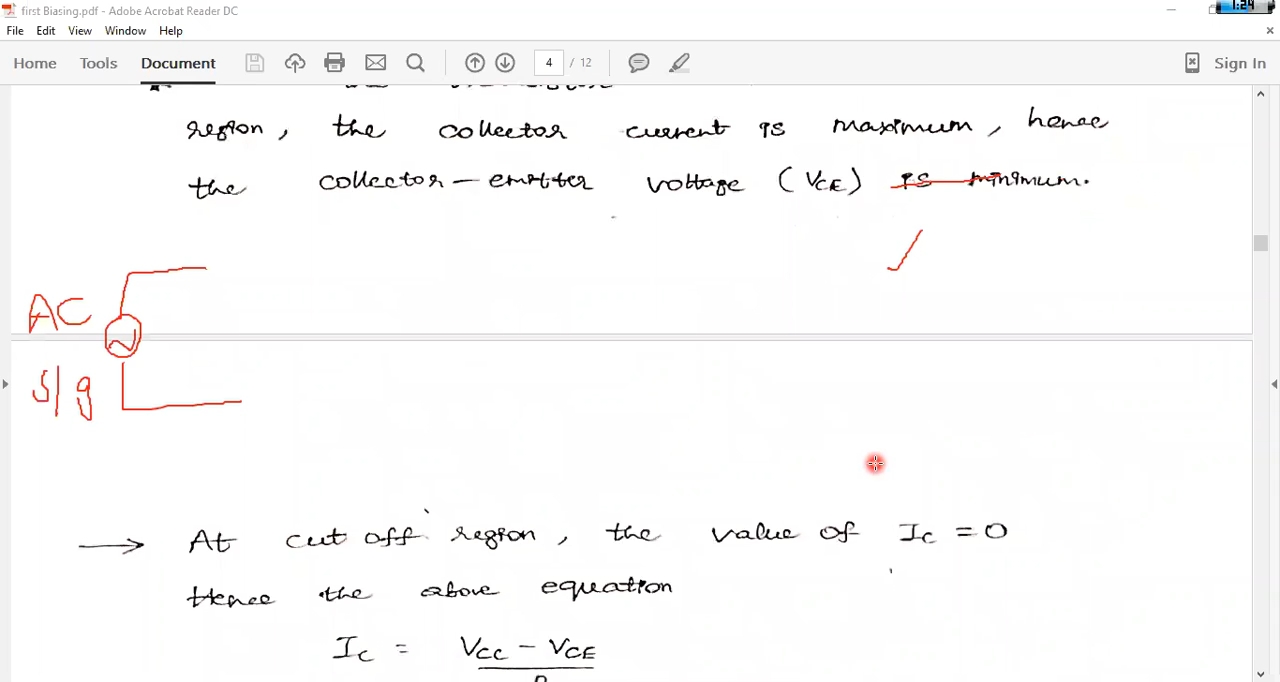 first Biasing.pdf - Adobe Acrobat Reader DC
1:24
File Edit View Window Help
Home Tools Document 4 / 12 Sign In
region, the collector current is maximum, hence
the collector-emitter voltage (VCE) is minimum.
AC
S/g
→ At cut off region, the value of IC = 0
Hence the above equation
IC = VCC - VCE